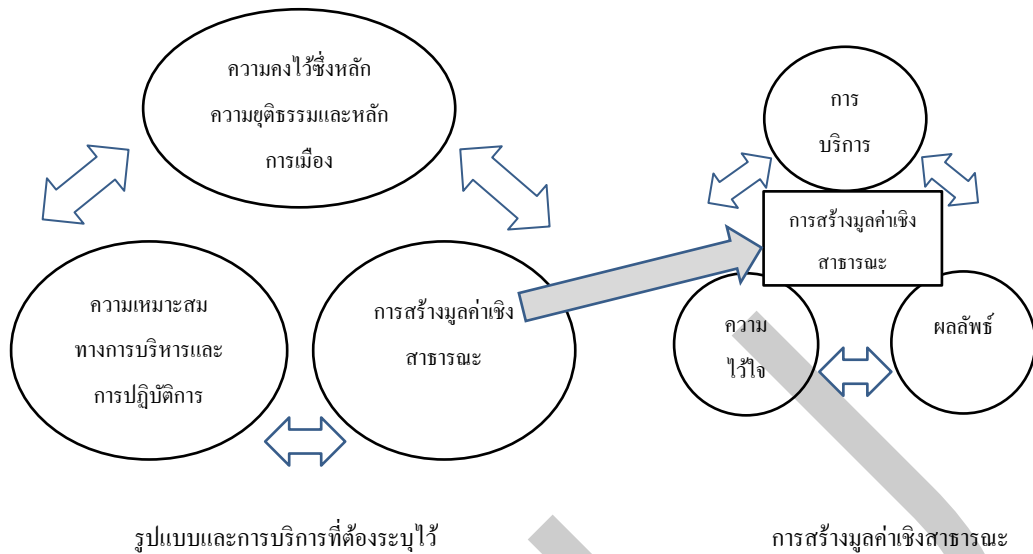 ความคงไว้ซึ่งหลัก
ความยุติธรรมและหลัก
การเมือง
ความเหมาะสม
ทางการบริหารและ
การปฏิบัติการ
การสร้างมูลค่าเชิง
สาธารณะ
รูปแบบและการบริการที่ต้องระบุไว้
การ
บริการ
การสร้างมูลค่าเชิง
สาธารณะ
ความ
ไว้ใจ
ผลลัพธ์
การสร้างมูลค่าเชิงสาธารณะ